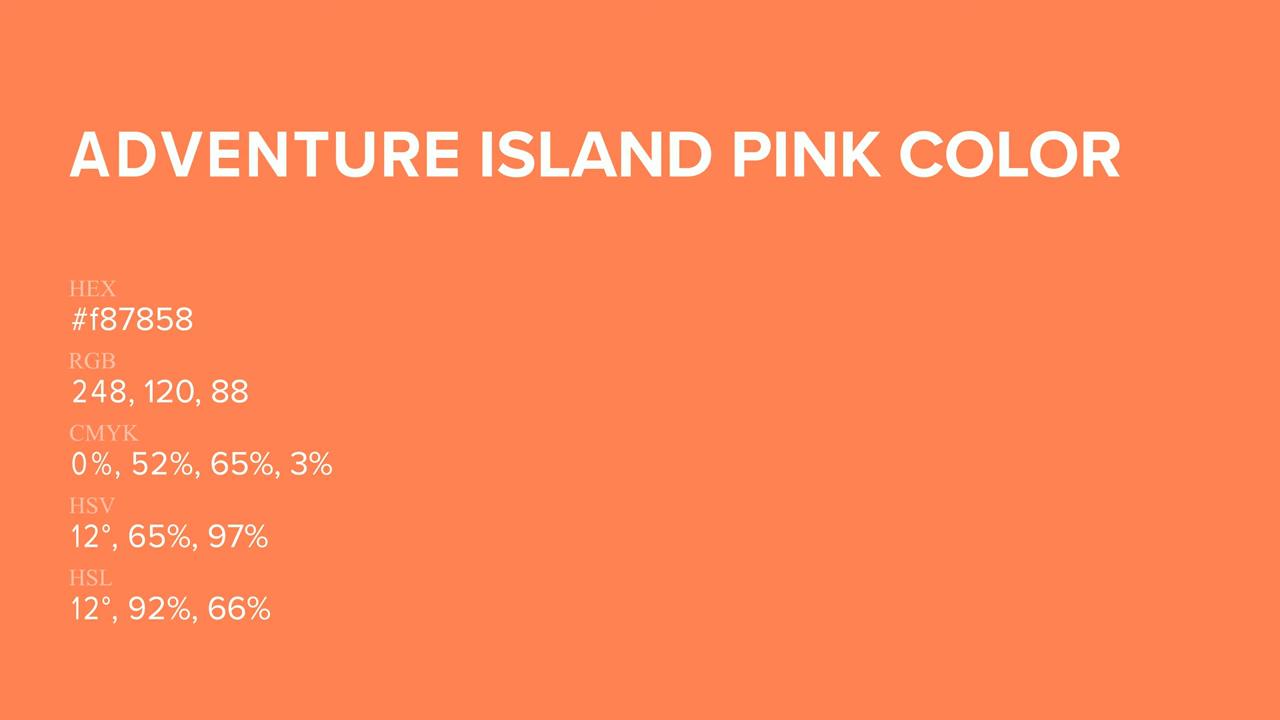 ADVENTURE ISLAND PINK COLOR
HEX
#f87858
RGB
248, 120, 88
CMYK
0%, 52%, 65%, 3%
HSV
12°, 65%, 97%
HSL
12°, 92%, 66%